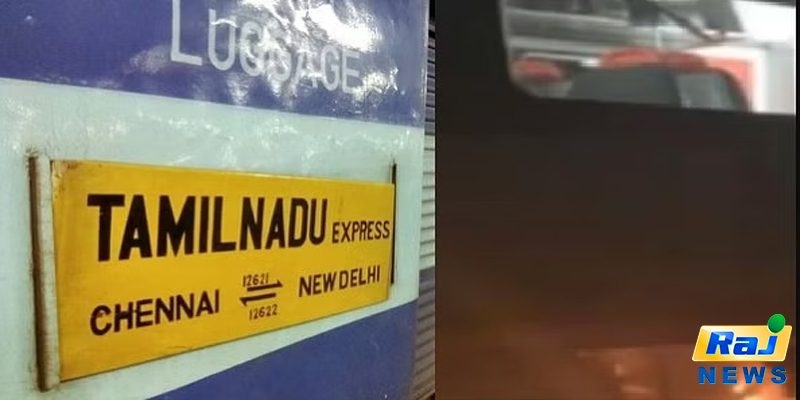 LUGGAGE
TAMILNADU EXPRESS
12621
CHENNAI NEW DELHI
12622
RAJ
NEWS